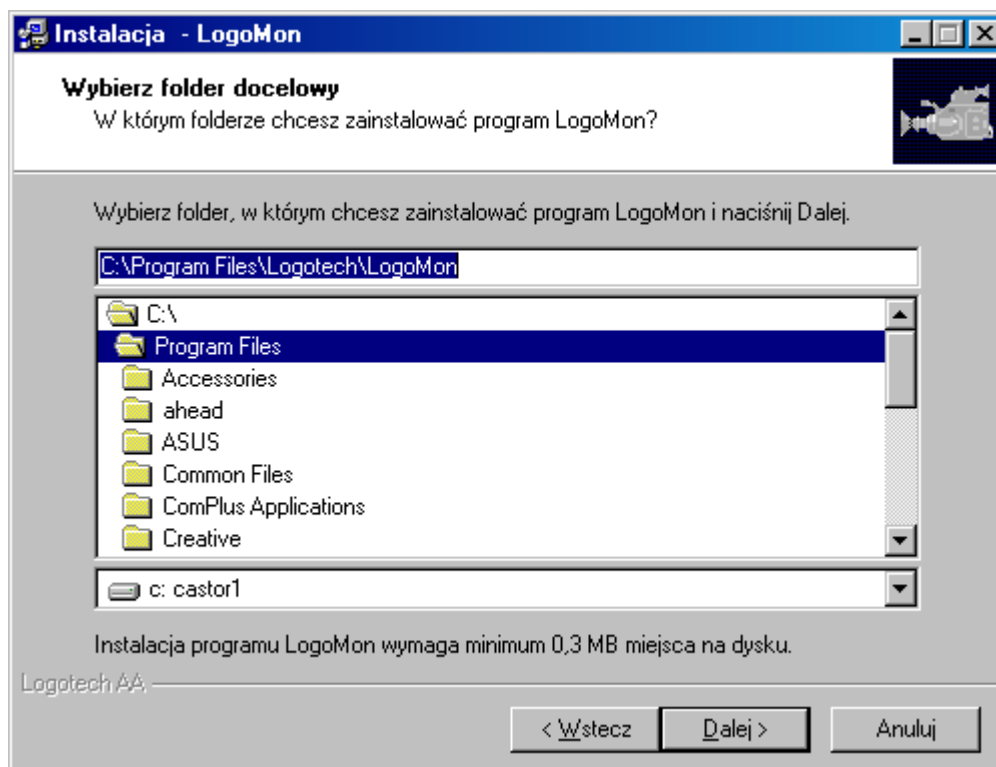 Instalacja - LogoMon
Wybierz folder docelowy
W którym folderze chcesz zainstalować program LogoMon?
Wybierz folder, w którym chcesz zainstalować program LogoMon i naciśnij Dalej.
C:\Program Files\Logotech\LogoMon
C:\
Program Files
Accessories
ahead
ASUS
Common Files
ComPlus Applications
Creative
c: castor1
Instalacja programu LogoMon wymaga minimum 0,3 MB miejsca na dysku.
Logotech AA
< Wstecz Dalej > Anuluj